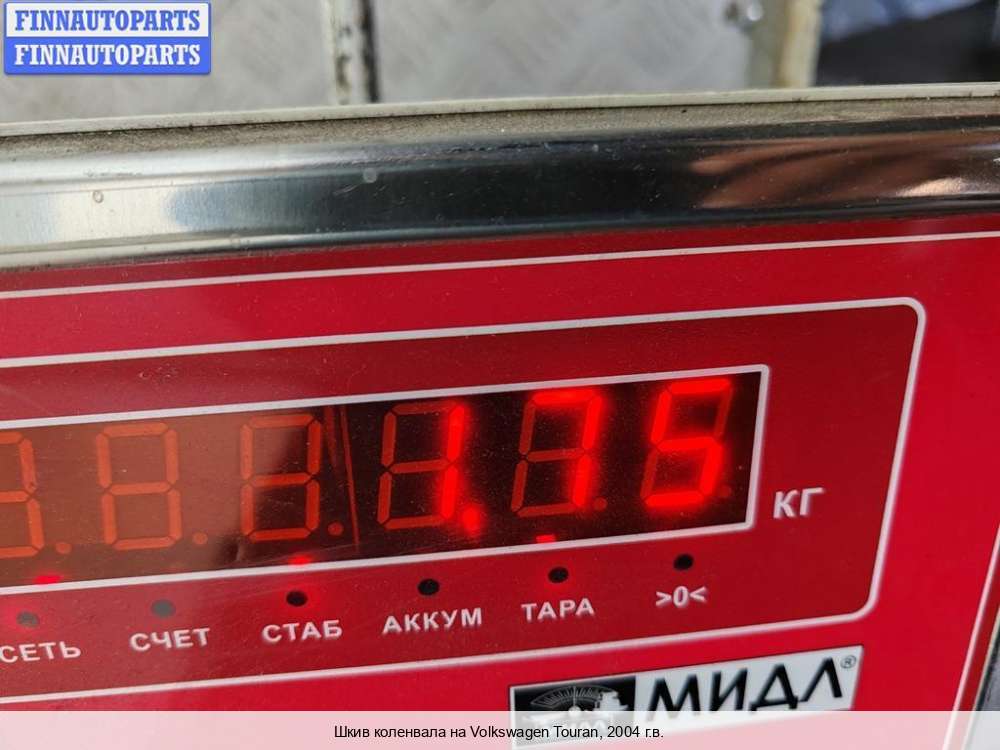 FINNAUTOPARTS
FINNAUTOPARTS
1.75
КГ
СЕТЬ СЧЕТ СТАБ АККУМ ТАРА >0<
МИДЛ®
Шкив коленвала на Volkswagen Touran, 2004 г.в.